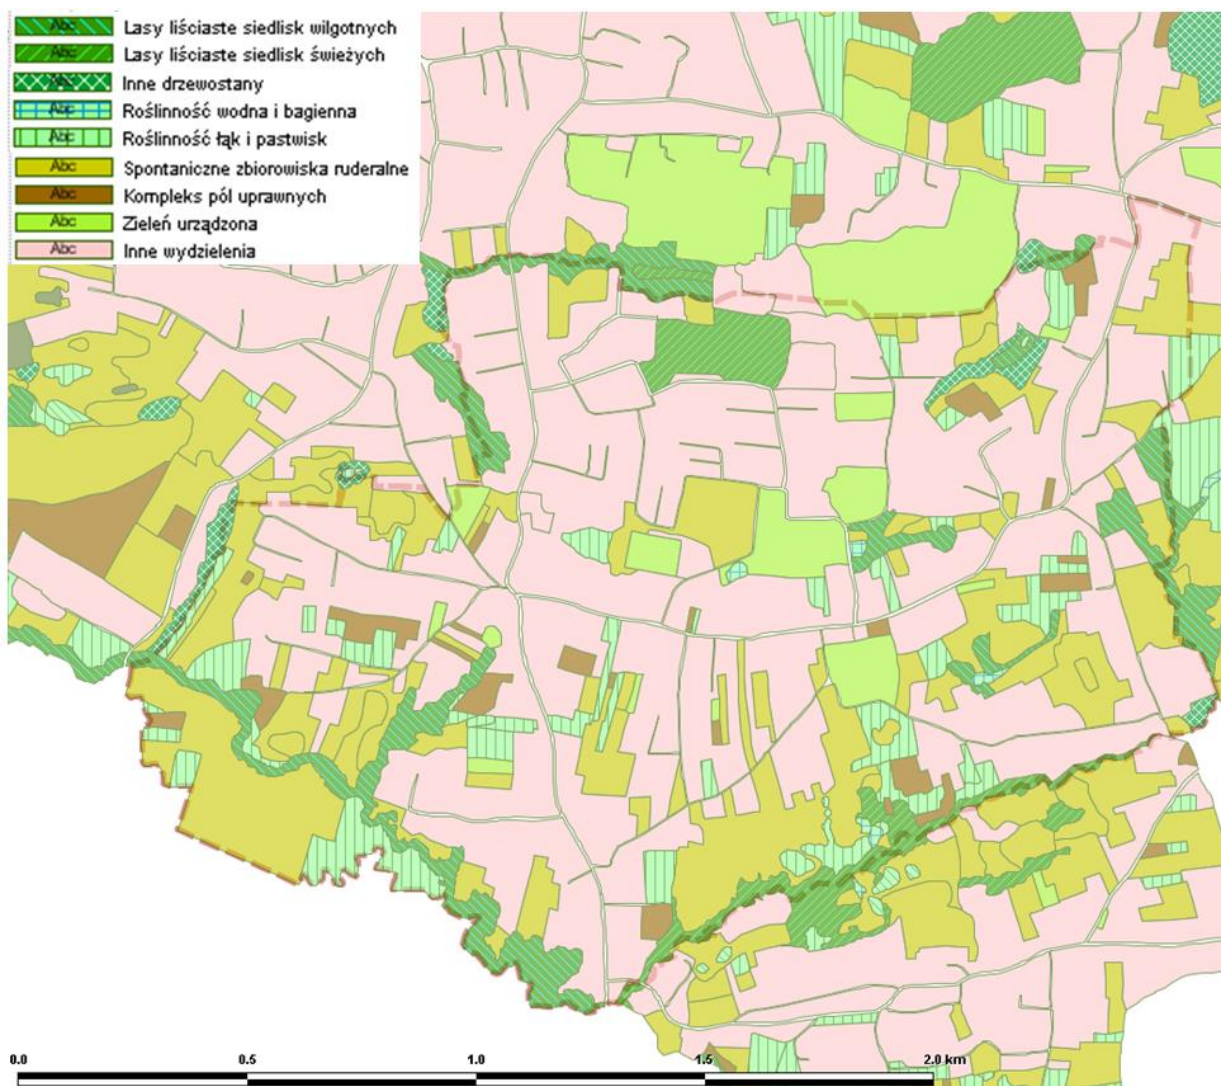 Abc Lasy liściaste siedlisk wilgotnych
Abc Lasy liściaste siedlisk świeżych
Abc Inne drzewostany
Abc Roślinność wodna i bagienna
Abc Roślinność łąk i pastwisk
Abc Spontaniczne zbiorowiska ruderalne
Abc Kompleks pól uprawnych
Abc Zieleń urządzona
Abc Inne wydzielenia
0.0 0.5 1.0 1.5 2.0 km